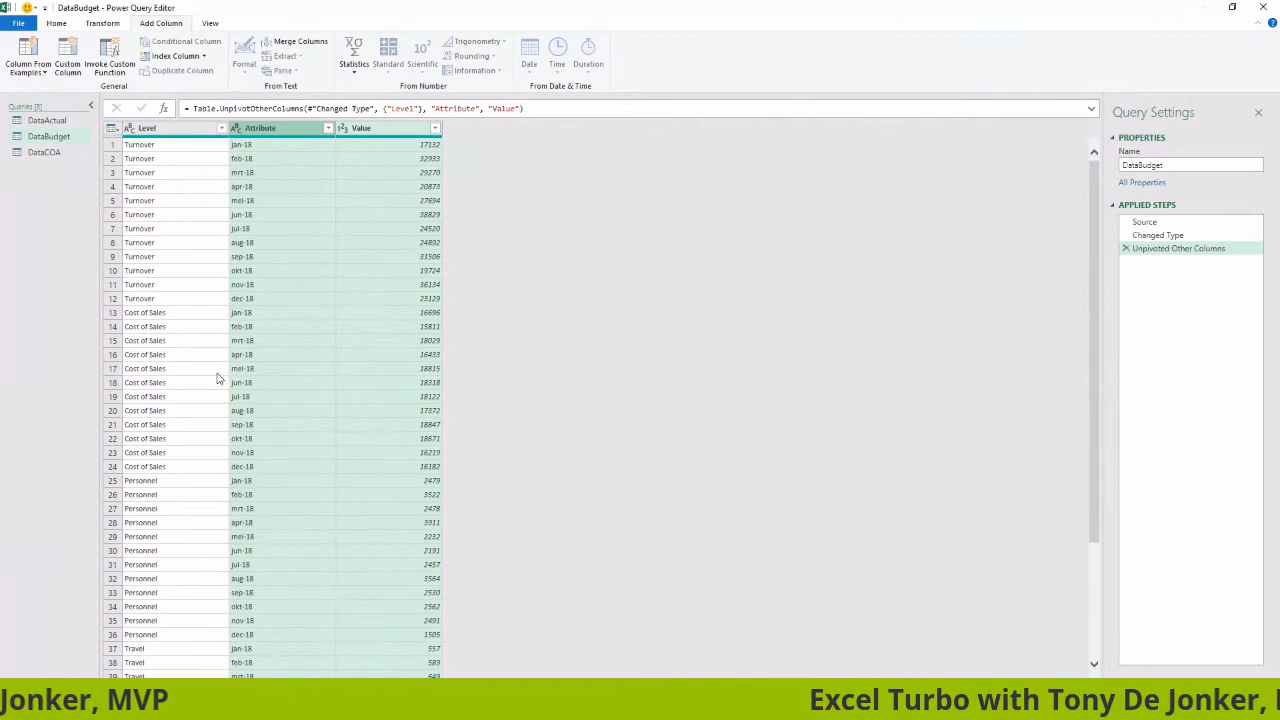 DataBudget - Power Query Editor
File Home Transform Add Column View
Column From Examples
Custom Column
Invoke Custom Function
Conditional Column
Index Column
Duplicate Column
General
Format
Merge Columns
Extract
Parse
From Text
Statistics
Standard
Scientific
Trigonometry
Rounding
Information
From Number
Date
Time
Duration
From Date & Time
Queries [3]
DataActual
DataBudget
DataCOA
= Table.UnpivotOtherColumns(#"Changed Type", {"Level"}, "Attribute", "Value")
Level Attribute Value
1 Turnover jan-18 17132
2 Turnover feb-18 32933
3 Turnover mrt-18 29270
4 Turnover apr-18 20873
5 Turnover mei-18 27694
6 Turnover jun-18 38829
7 Turnover jul-18 24520
8 Turnover aug-18 24892
9 Turnover sep-18 31506
10 Turnover okt-18 19724
11 Turnover nov-18 36134
12 Turnover dec-18 23129
13 Cost of Sales jan-18 16696
14 Cost of Sales feb-18 15811
15 Cost of Sales mrt-18 18029
16 Cost of Sales apr-18 16433
17 Cost of Sales mei-18 18815
18 Cost of Sales jun-18 18318
19 Cost of Sales jul-18 18122
20 Cost of Sales aug-18 17372
21 Cost of Sales sep-18 18847
22 Cost of Sales okt-18 18671
23 Cost of Sales nov-18 16219
24 Cost of Sales dec-18 16182
25 Personnel jan-18 2479
26 Personnel feb-18 3522
27 Personnel mrt-18 2478
28 Personnel apr-18 3911
29 Personnel mei-18 2232
30 Personnel jun-18 2191
31 Personnel jul-18 2457
32 Personnel aug-18 3564
33 Personnel sep-18 2530
34 Personnel okt-18 2562
35 Personnel nov-18 2491
36 Personnel dec-18 1505
37 Travel jan-18 557
38 Travel feb-18 589
39 Travel mrt-18 643
Query Settings
PROPERTIES
Name
DataBudget
All Properties
APPLIED STEPS
Source
Changed Type
Unpivoted Other Columns
Jonker, MVP Excel Turbo with Tony De Jonker,